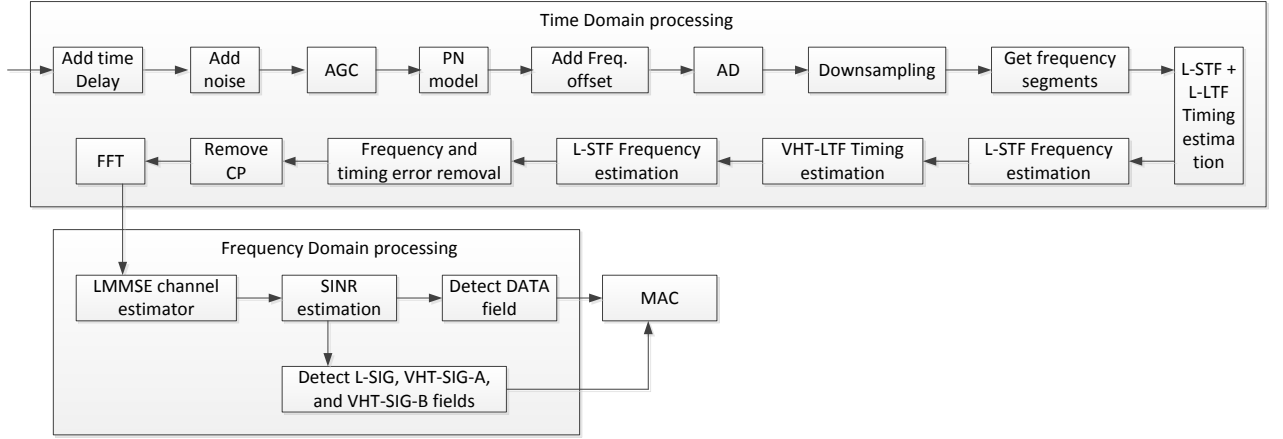 Time Domain processing
Add time
Delay
Add
noise
AGC
PN
model
Add Freq.
offset
AD
Downsampling
Get frequency
segments
L-STF +
L-LTF
Timing
estima
tion
FFT
Remove
CP
Frequency and
timing error removal
L-STF Frequency
estimation
VHT-LTF Timing
estimation
L-STF Frequency
estimation
Frequency Domain processing
LMMSE channel
estimator
SINR
estimation
Detect DATA
field
MAC
Detect L-SIG, VHT-SIG-A,
and VHT-SIG-B fields